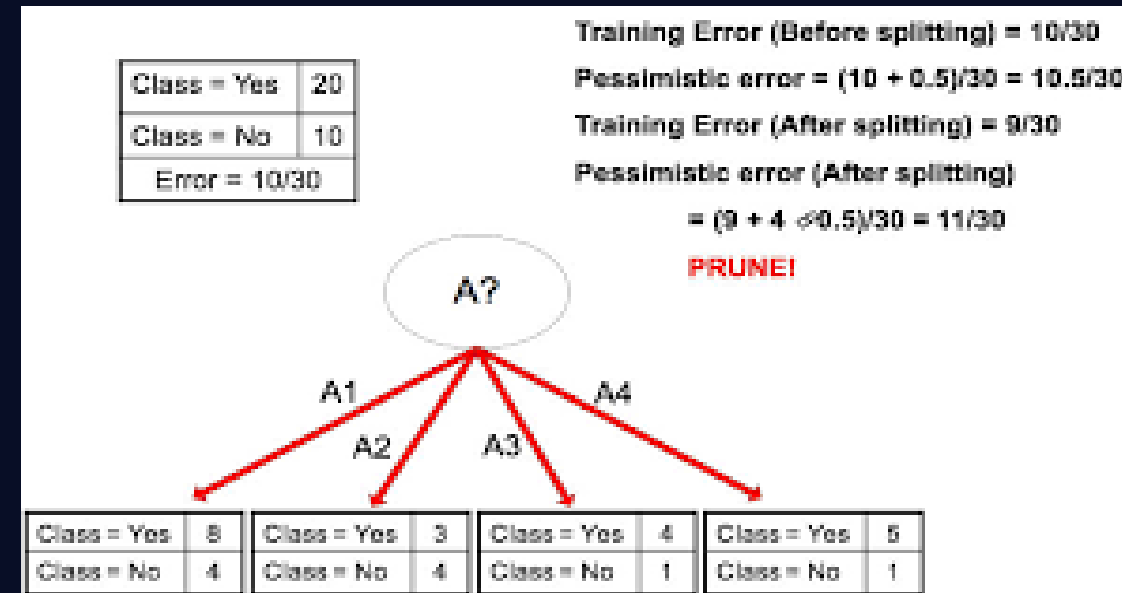 Training Error (Before splitting) = 10/30
Class = Yes 20
Pessimistic error = (10 + 0.5)/30 = 10.5/30
Class = No 10
Training Error (After splitting) = 9/30
Error = 10/30
Pessimistic error (After splitting)
= (9 + 4 0.5)/30 = 11/30
PRUNE!
A?
A1
A4
A2
A3
Class = Yes 8
Class = No 4
Class = Yes 3
Class = No 4
Class = Yes 4
Class = No 1
Class = Yes 5
Class = No 1